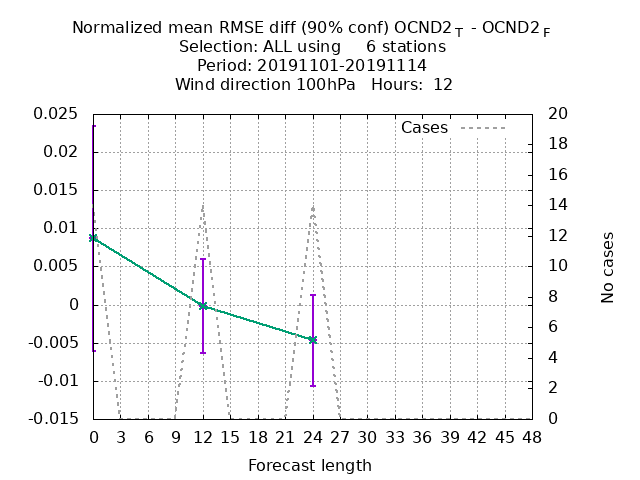 Normalized mean RMSE diff (90% conf) OCND2 T - OCND2 F
Selection: ALL using 6 stations
Period: 20191101-20191114
Wind direction 100hPa Hours: 12
Cases
0.025
0.02
0.015
0.01
0.005
0
-0.005
-0.01
-0.015
20
18
16
14
12
10
8
6
4
2
0
No cases
0 3 6 9 12 15 18 21 24 27 30 33 36 39 42 45 48
Forecast length